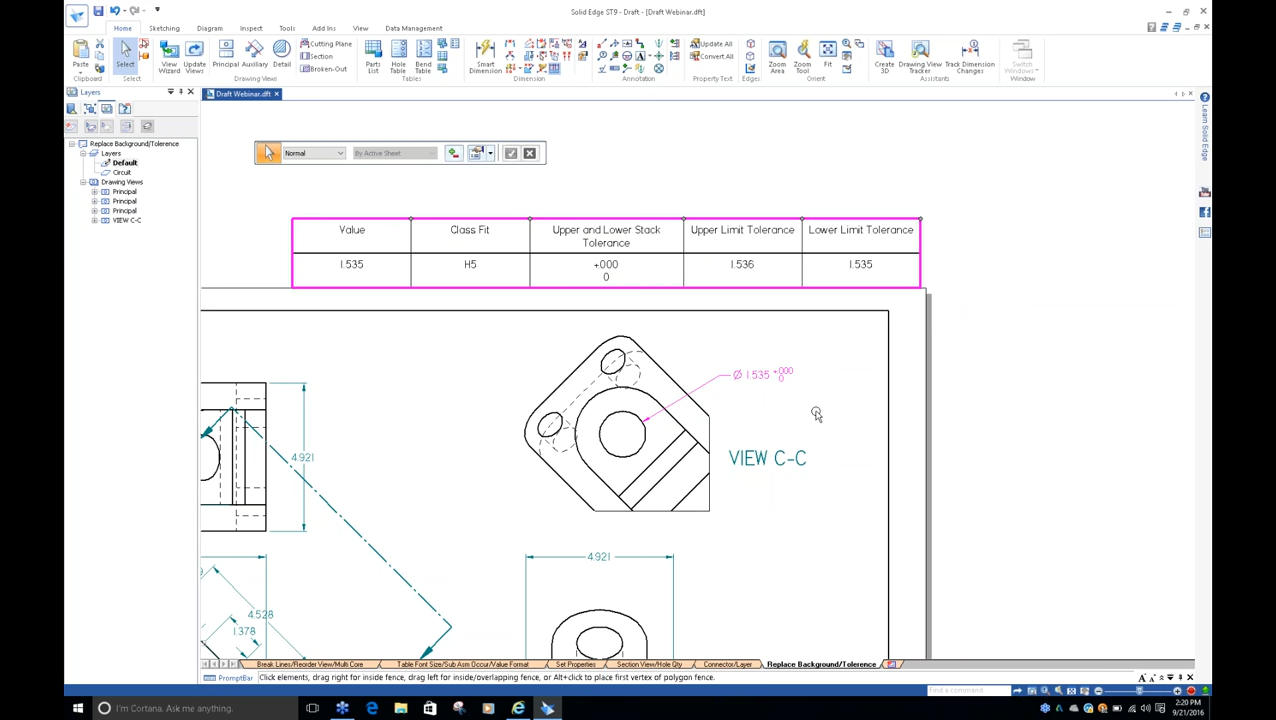 Solid Edge ST9 - Draft - [Draft Webinar.dft]
Home Sketching Diagram Inspect Tools Add Ins View Data Management
Paste
Clipboard
Select
Select
View Wizard
Update Views
Principal
Auxiliary
Detail
Cutting Plane
Section
Broken-Out
Drawing Views
Parts List
Hole Table
Bend Table
Tables
Smart Dimension
Dimension
Annotation
Update All
Convert All
Property Text
Edges
Zoom Area
Zoom Tool
Fit
Orient
Create 3D
Drawing View Tracker
Track Dimension Changes
Assistants
Switch Windows
Window
Layers
Draft Webinar.dft
Replace Background/Tolerence
Layers
Default
Circuit
Drawing Views
Principal
Principal
Principal
VIEW C-C
Normal
By Active Sheet
Value Class Fit Upper and Lower Stack Tolerance Upper Limit Tolerance Lower Limit Tolerance
1.535 H5 +000 0 1.536 1.535
Ø 1.535 +000 0
VIEW C-C
4.921
4.921
4.528
1.378
Break Lines/Reorder View/Multi Core
Table Font Size/Sub Asm Occur/Value Format
Set Properties
Section View/Hole Qty
Connector/Layer
Replace Background/Tolerence
PromptBar
Click elements, drag right for inside fence, drag left for inside/overlapping fence, or Alt+click to place first vertex of polygon fence.
Find a command
Learn Solid Edge
I'm Cortana. Ask me anything.
2:20 PM
9/21/2016